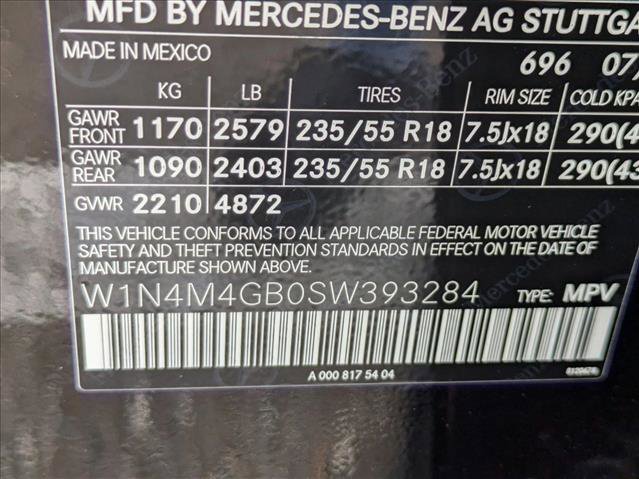 MFD BY MERCEDES-BENZ AG STUTTGA
MADE IN MEXICO 696 07
KG LB TIRES RIM SIZE COLD KPA
GAWR FRONT 1170 2579 235/55 R18 7.5Jx18 290(4
GAWR REAR 1090 2403 235/55 R18 7.5Jx18 290(43
GVWR 2210 4872
THIS VEHICLE CONFORMS TO ALL APPLICABLE FEDERAL MOTOR VEHICLE
SAFETY AND THEFT PREVENTION STANDARDS IN EFFECT ON THE DATE OF
MANUFACTURE SHOWN ABOVE.
W1N4M4GB0SW393284 TYPE: MPV
A 000 817 54 04